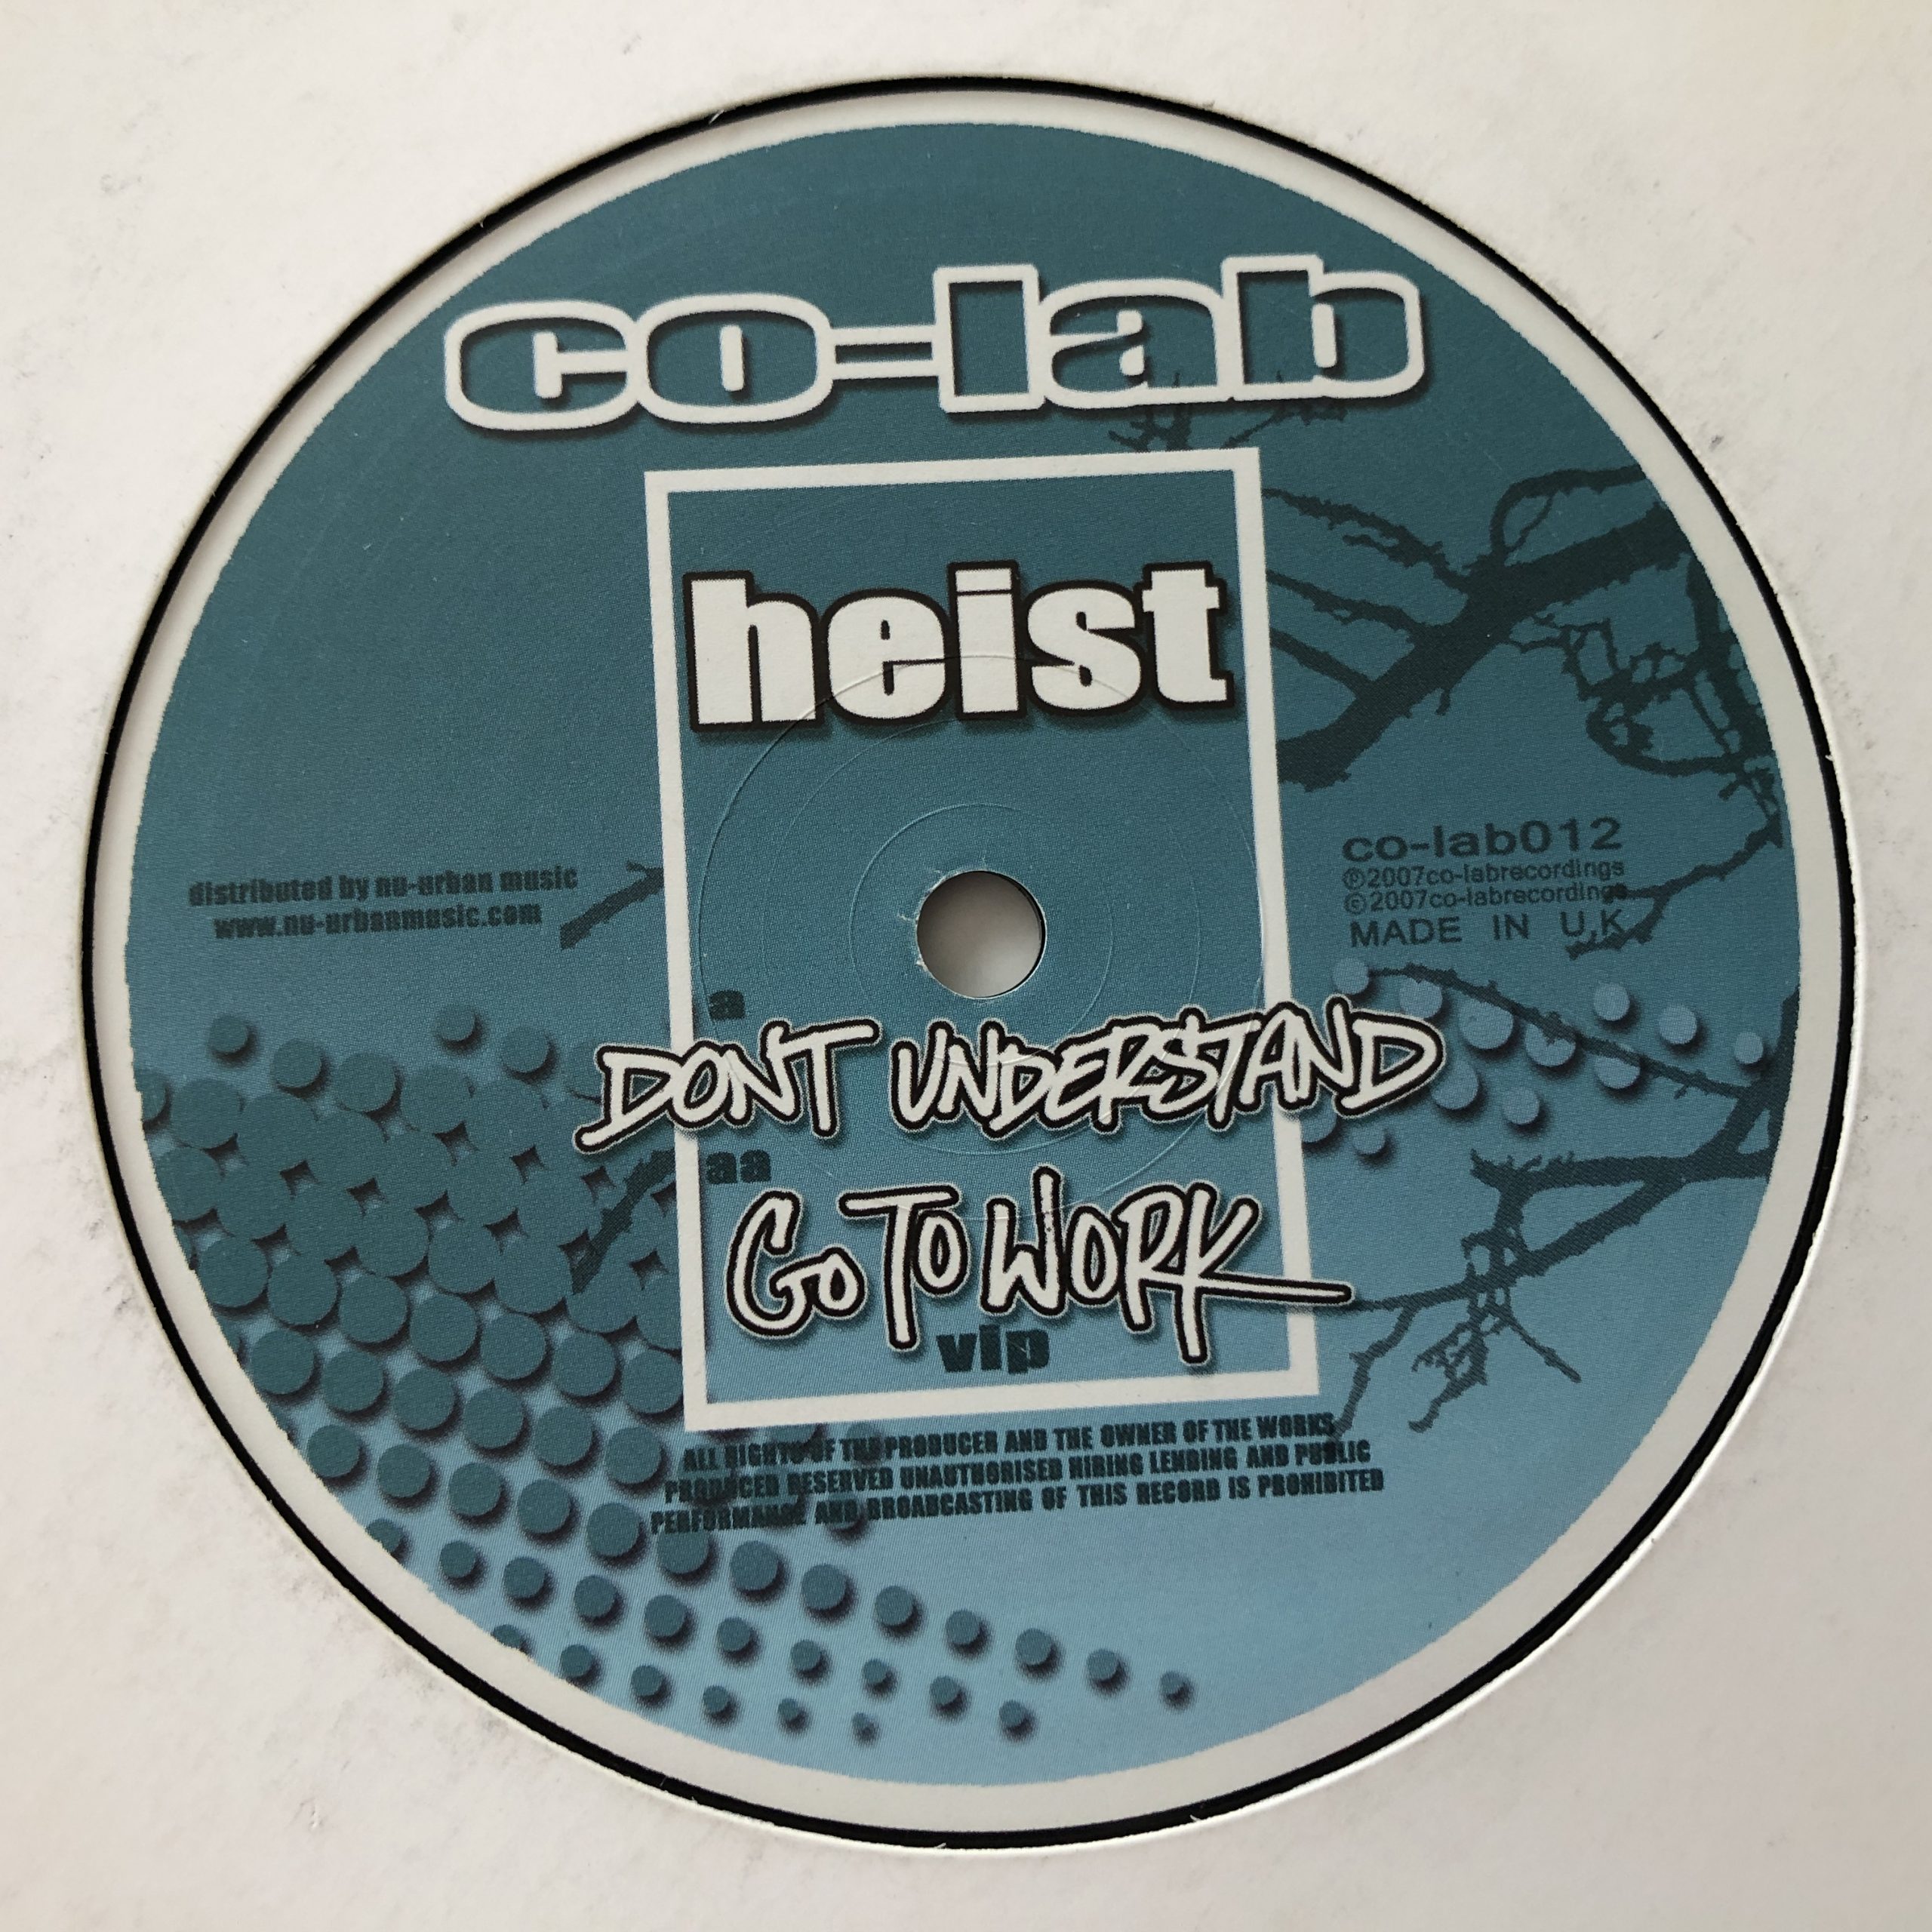 co-lab
heist
distributed by nu-urban music
www.nu-urbanmusic.com
co-lab012
℗2007co-labrecordings
©2007co-labrecordings
MADE IN U.K
a
DONT UNDERSTAND
aa
GO TO WORK
vip
ALL RIGHTS OF THE PRODUCER AND THE OWNER OF THE WORKS
PRODUCED RESERVED UNAUTHORISED HIRING LENDING AND PUBLIC
PERFORMANCE AND BROADCASTING OF THIS RECORD IS PROHIBITED